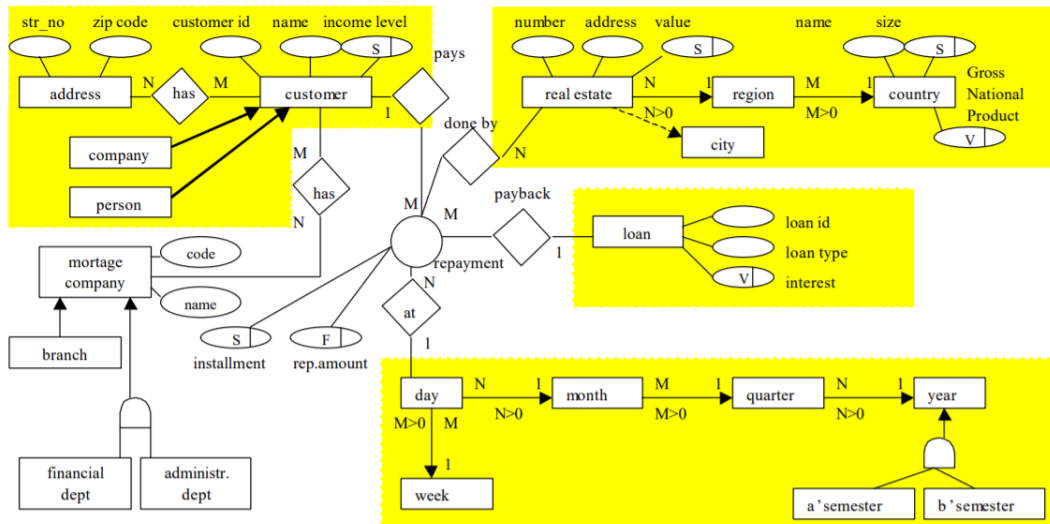 str_no zip code customer id name income level
S
pays
address N has M customer 1
company
person
M
has
N
number address value name size
S S
real estate N 1 region M 1 country
N>0 M>0
Gross
National
Product
V
city
done by
N
payback
M M
1
repayment
loan
loan id
loan type
V interest
mortage
company
code
name
branch
financial
dept
administr.
dept
S F
installment rep.amount
N
at
1
day N 1 month M 1 quarter N 1 year
N>0 M>0 N>0
M>0 M
1
week
a’semester b’semester